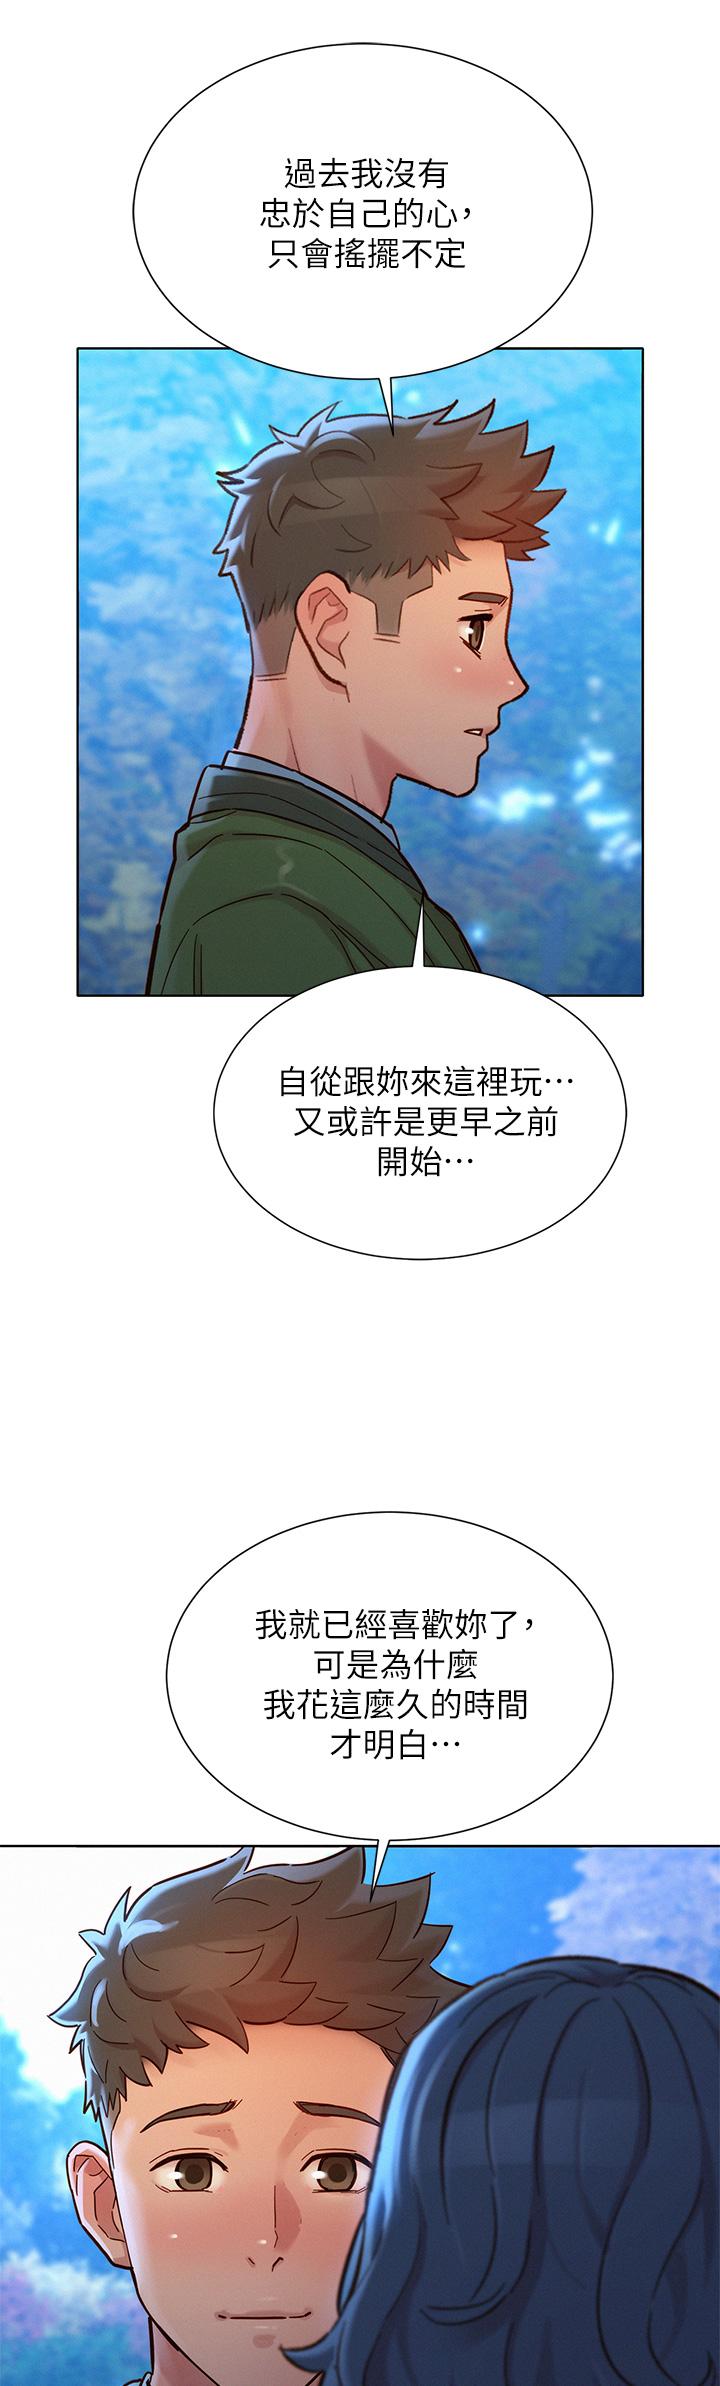 過去我沒有
忠於自己的心，
只會搖擺不定
自從跟妳來這裡玩⋯
又或許是更早之前
開始⋯
我就已經喜歡妳了，
可是為什麼
我花這麼久的時間
才明白⋯